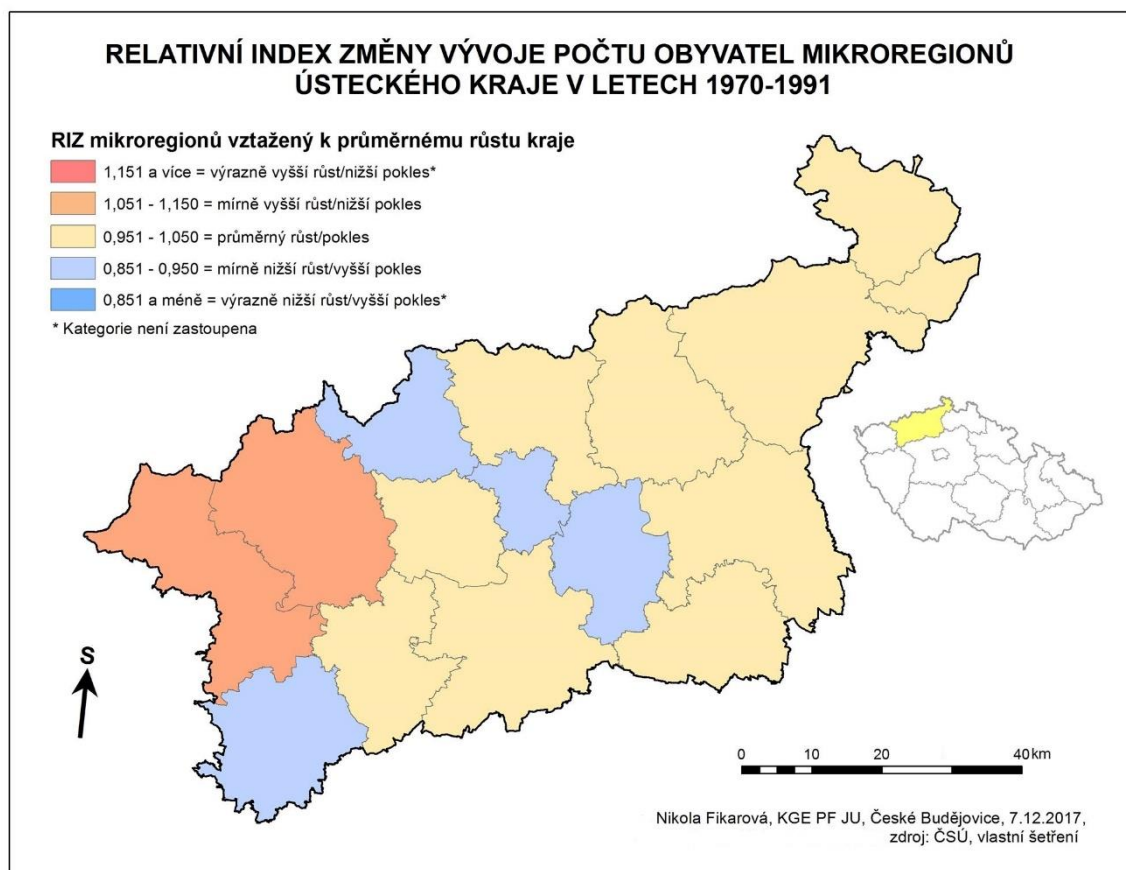 RELATIVNÍ INDEX ZMĚNY VÝVOJE POČTU OBYVATEL MIKROREGIONŮ
ÚSTECKÉHO KRAJE V LETECH 1970-1991
RIZ mikroregionů vztažený k průměrnému růstu kraje
1,151 a více = výrazně vyšší růst/nižší pokles*
1,051 - 1,150 = mírně vyšší růst/nižší pokles
0,951 - 1,050 = průměrný růst/pokles
0,851 - 0,950 = mírně nižší růst/vyšší pokles
0,851 a méně = výrazně nižší růst/vyšší pokles*
* Kategorie není zastoupena
S
0 10 20 40 km
Nikola Fikarová, KGE PF JU, České Budějovice, 7.12.2017,
zdroj: ČSÚ, vlastní šetření